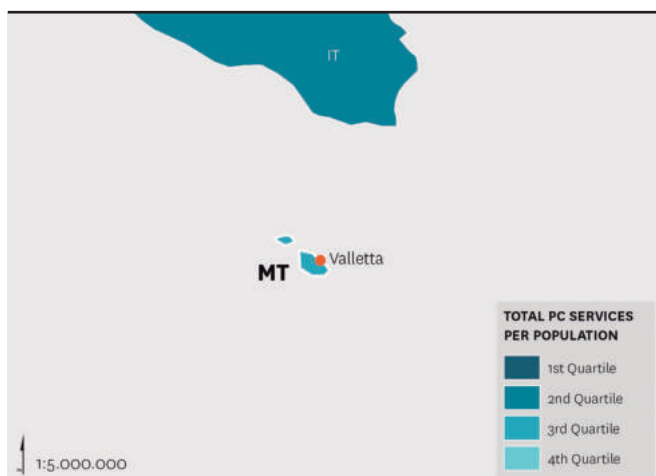 IT
Valletta
MT
TOTAL PC SERVICES
PER POPULATION
1st Quartile
2nd Quartile
3rd Quartile
4th Quartile
1:5.000.000